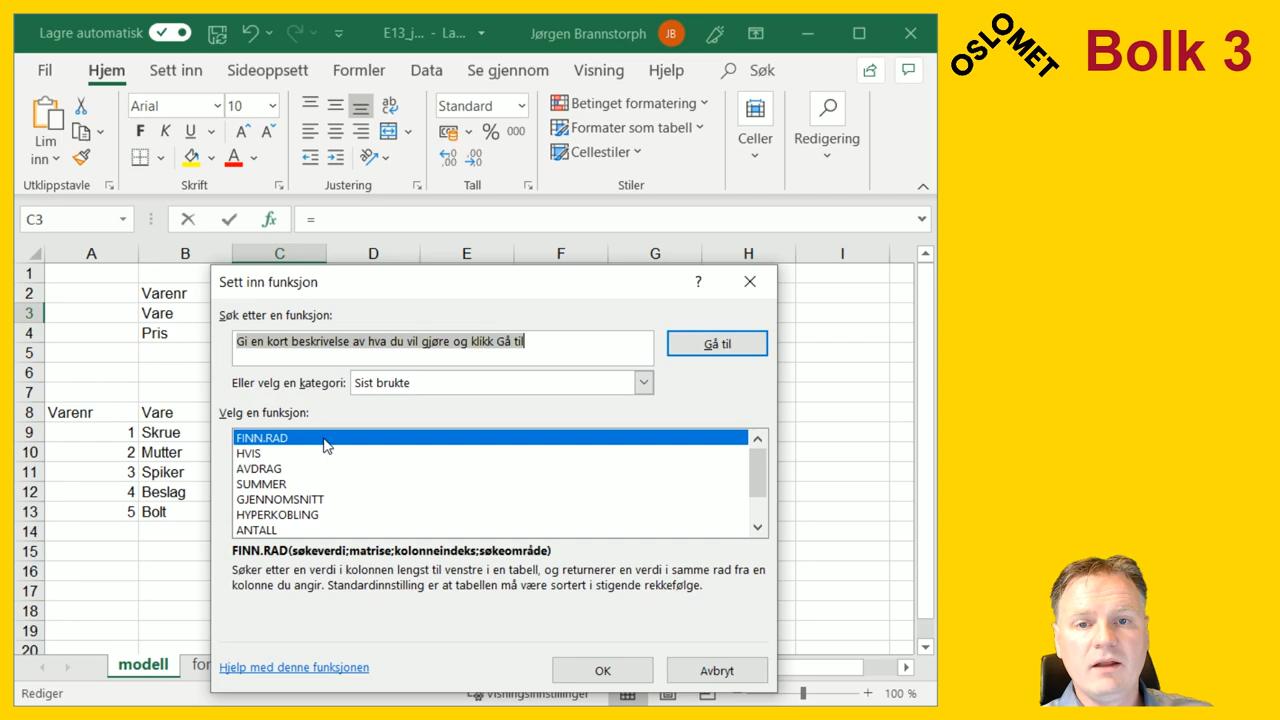 Lagre automatisk
E13_j... - La...
Jørgen Brannstorph
JB
OSLOMET
Bolk 3
Fil
Hjem
Sett inn
Sideoppsett
Formler
Data
Se gjennom
Visning
Hjelp
Søk
Lim
inn
Arial
10
F
K
U
A
A
A
ab
Standard
%
000
Betinget formatering
Formater som tabell
Cellestiler
Celler
Redigering
Utklippstavle
Skrift
Justering
Tall
Stiler
C3
fx
=
A
B
C
D
E
F
G
H
I
1
2 Varenr
3 Vare
4 Pris
5
6
7
8 Varenr Vare
9 1 Skrue
10 2 Mutter
11 3 Spiker
12 4 Beslag
13 5 Bolt
14
15
16
17
18
19
20
Sett inn funksjon
?
Søk etter en funksjon:
Gi en kort beskrivelse av hva du vil gjøre og klikk Gå til
Gå til
Eller velg en kategori:
Sist brukte
Velg en funksjon:
FINN.RAD
HVIS
AVDRAG
SUMMER
GJENNOMSNITT
HYPERKOBLING
ANTALL
FINN.RAD(søkeverdi;matrise;kolonneindeks;søkeområde)
Søker etter en verdi i kolonnen lengst til venstre i en tabell, og returnerer en verdi i samme rad fra en
kolonne du angir. Standardinnstilling er at tabellen må være sortert i stigende rekkefølge.
Hjelp med denne funksjonen
OK
Avbryt
modell
for
Rediger
Visningsinnstillinger
100 %